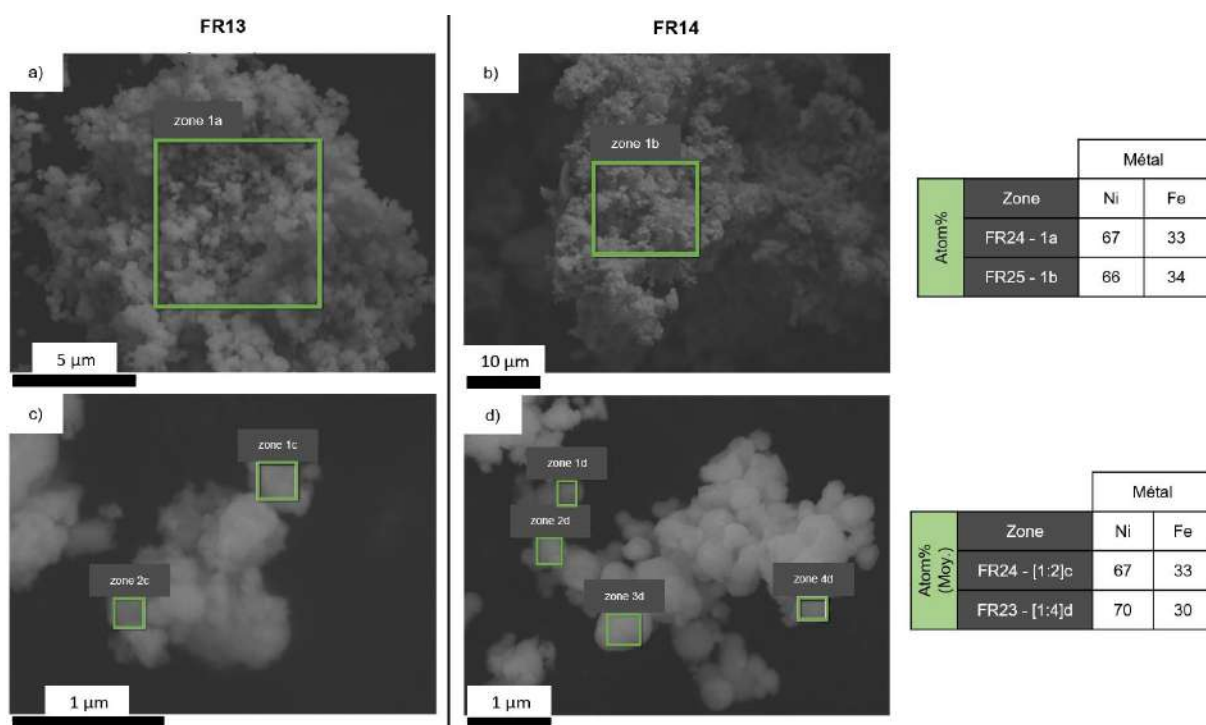 FR13
FR14
a)
zone 1a
5 µm
b)
zone 1b
10 µm
Métal
Atom%
Zone
Ni
Fe
FR24 - 1a
67
33
FR25 - 1b
66
34
c)
zone 1c
zone 2c
1 µm
d)
zone 1d
zone 2d
zone 3d
zone 4d
1 µm
Métal
Atom%
(Moy.)
Zone
Ni
Fe
FR24 - [1:2]c
67
33
FR23 - [1:4]d
70
30